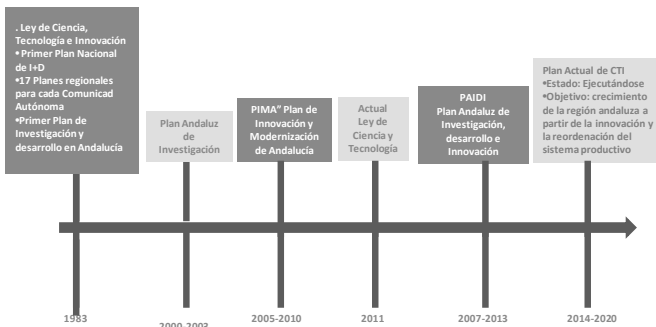 . Ley de Ciencia,
Tecnología e Innovación
•Primer Plan Nacional
de I+D
•17 Planes regionales
para cada Comunicad
Autónoma
•Primer Plan de
Investigación y
desarrollo en Andalucía
Plan Andaluz
de
Investigación
PIMA" Plan de
Innovación y
Modernización
de Andalucía
Actual
Ley de
Ciencia y
Tecnología
PAIDI
Plan Andaluz de
Investigación,
desarrollo e
Innovación
Plan Actual de CTI
•Estado: Ejecutándose
•Objetivo: crecimiento
de la región andaluza a
partir de la innovación y
la reordenación del
sistema productivo
1983
2000-2003
2005-2010
2011
2007-2013
2014-2020